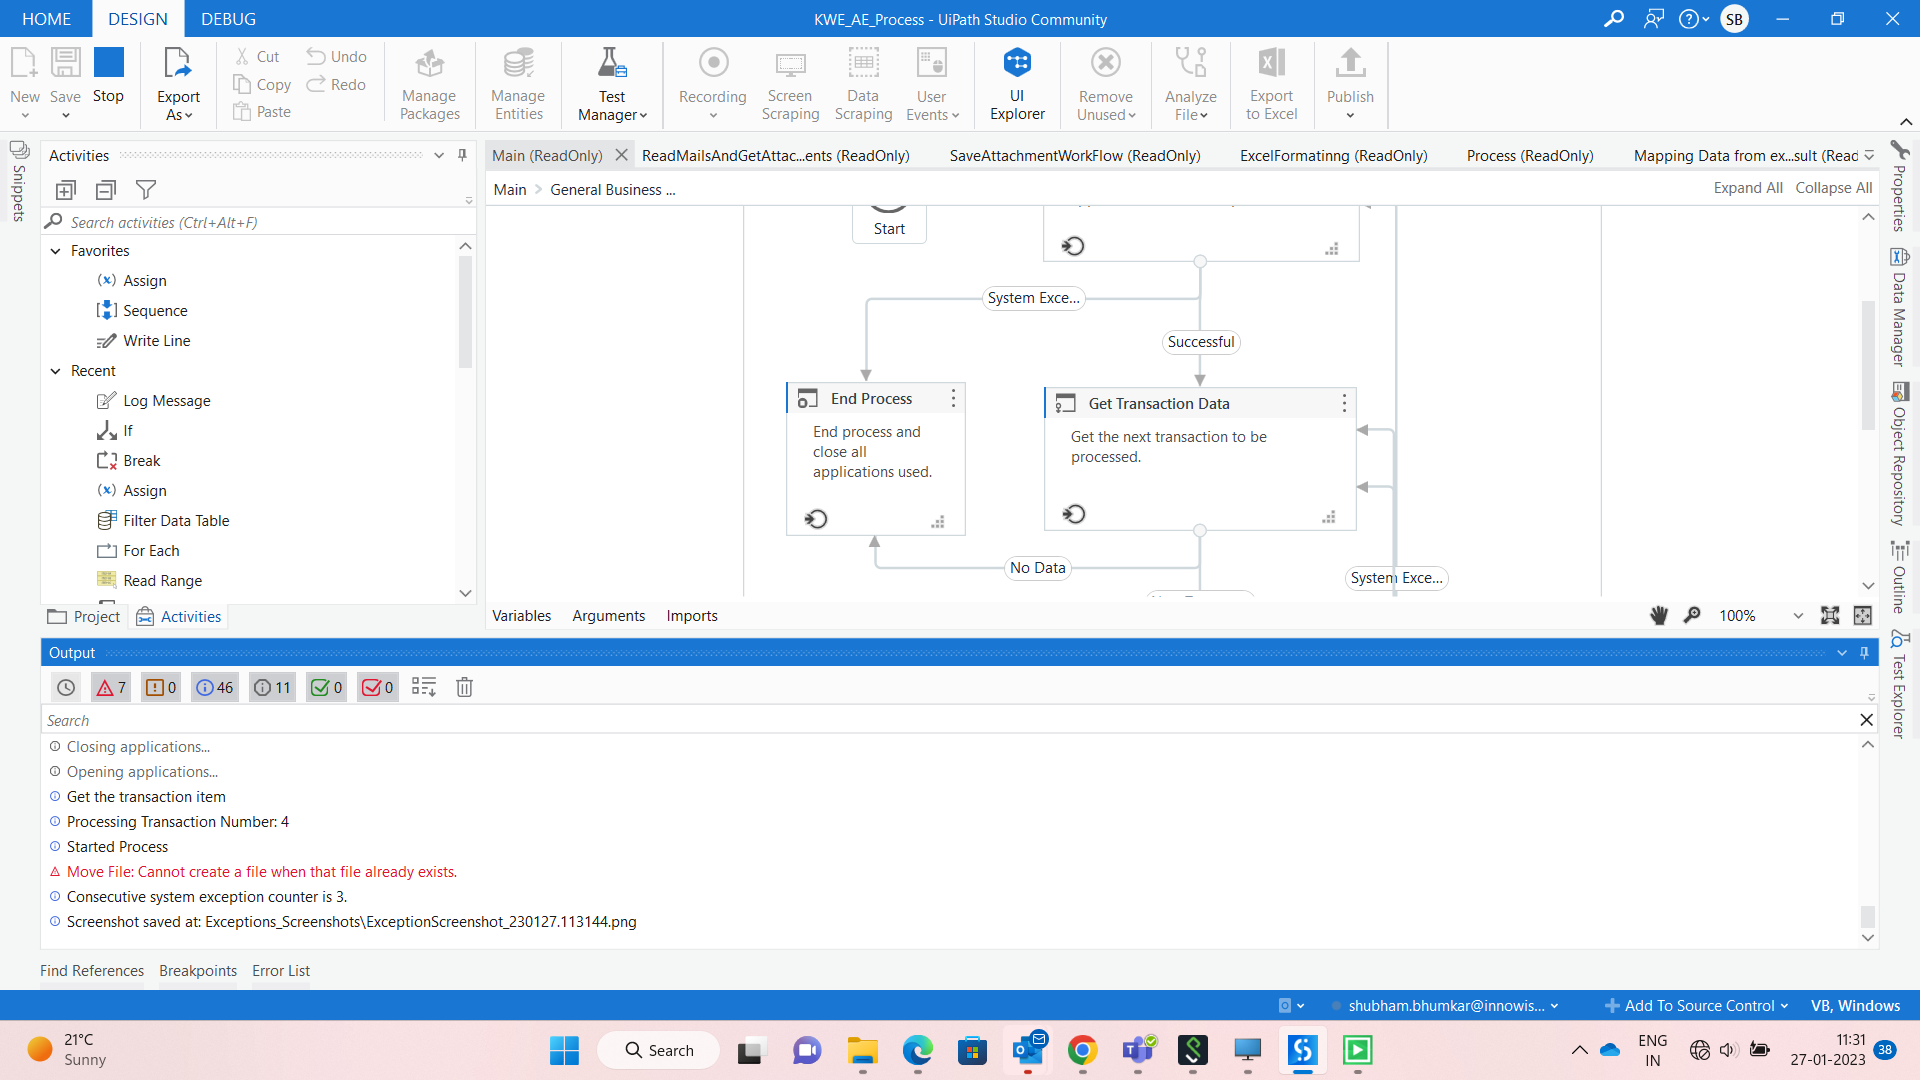 HOME
DESIGN
DEBUG
KWE_AE_Process - UiPath Studio Community
SB
New
Save
Stop
Export
As
Cut
Copy
Paste
Undo
Redo
Manage
Packages
Manage
Entities
Test
Manager
Recording
Screen
Scraping
Data
Scraping
User
Events
UI
Explorer
Remove
Unused
Analyze
File
Export
to Excel
Publish
Snippets
Activities
Search activities (Ctrl+Alt+F)
Favorites
Assign
Sequence
Write Line
Recent
Log Message
If
Break
Assign
Filter Data Table
For Each
Read Range
Project
Activities
Main (ReadOnly)
ReadMailsAndGetAttac...ents (ReadOnly)
SaveAttachmentWorkFlow (ReadOnly)
ExcelFormatinng (ReadOnly)
Process (ReadOnly)
Mapping Data from ex...sult (Read
Main > General Business ...
Expand All
Collapse All
Start
System Exce...
Successful
End Process
End process and
close all
applications used.
Get Transaction Data
Get the next transaction to be
processed.
No Data
System Exce...
Variables
Arguments
Imports
100%
Properties
Data Manager
Object Repository
Outline
Test Explorer
Output
7
0
46
11
0
0
Search
Closing applications...
Opening applications...
Get the transaction item
Processing Transaction Number: 4
Started Process
Move File: Cannot create a file when that file already exists.
Consecutive system exception counter is 3.
Screenshot saved at: Exceptions_Screenshots\ExceptionScreenshot_230127.113144.png
Find References
Breakpoints
Error List
shubham.bhumkar@innowis...
Add To Source Control
VB, Windows
21°C
Sunny
Search
ENG
IN
11:31
27-01-2023
38